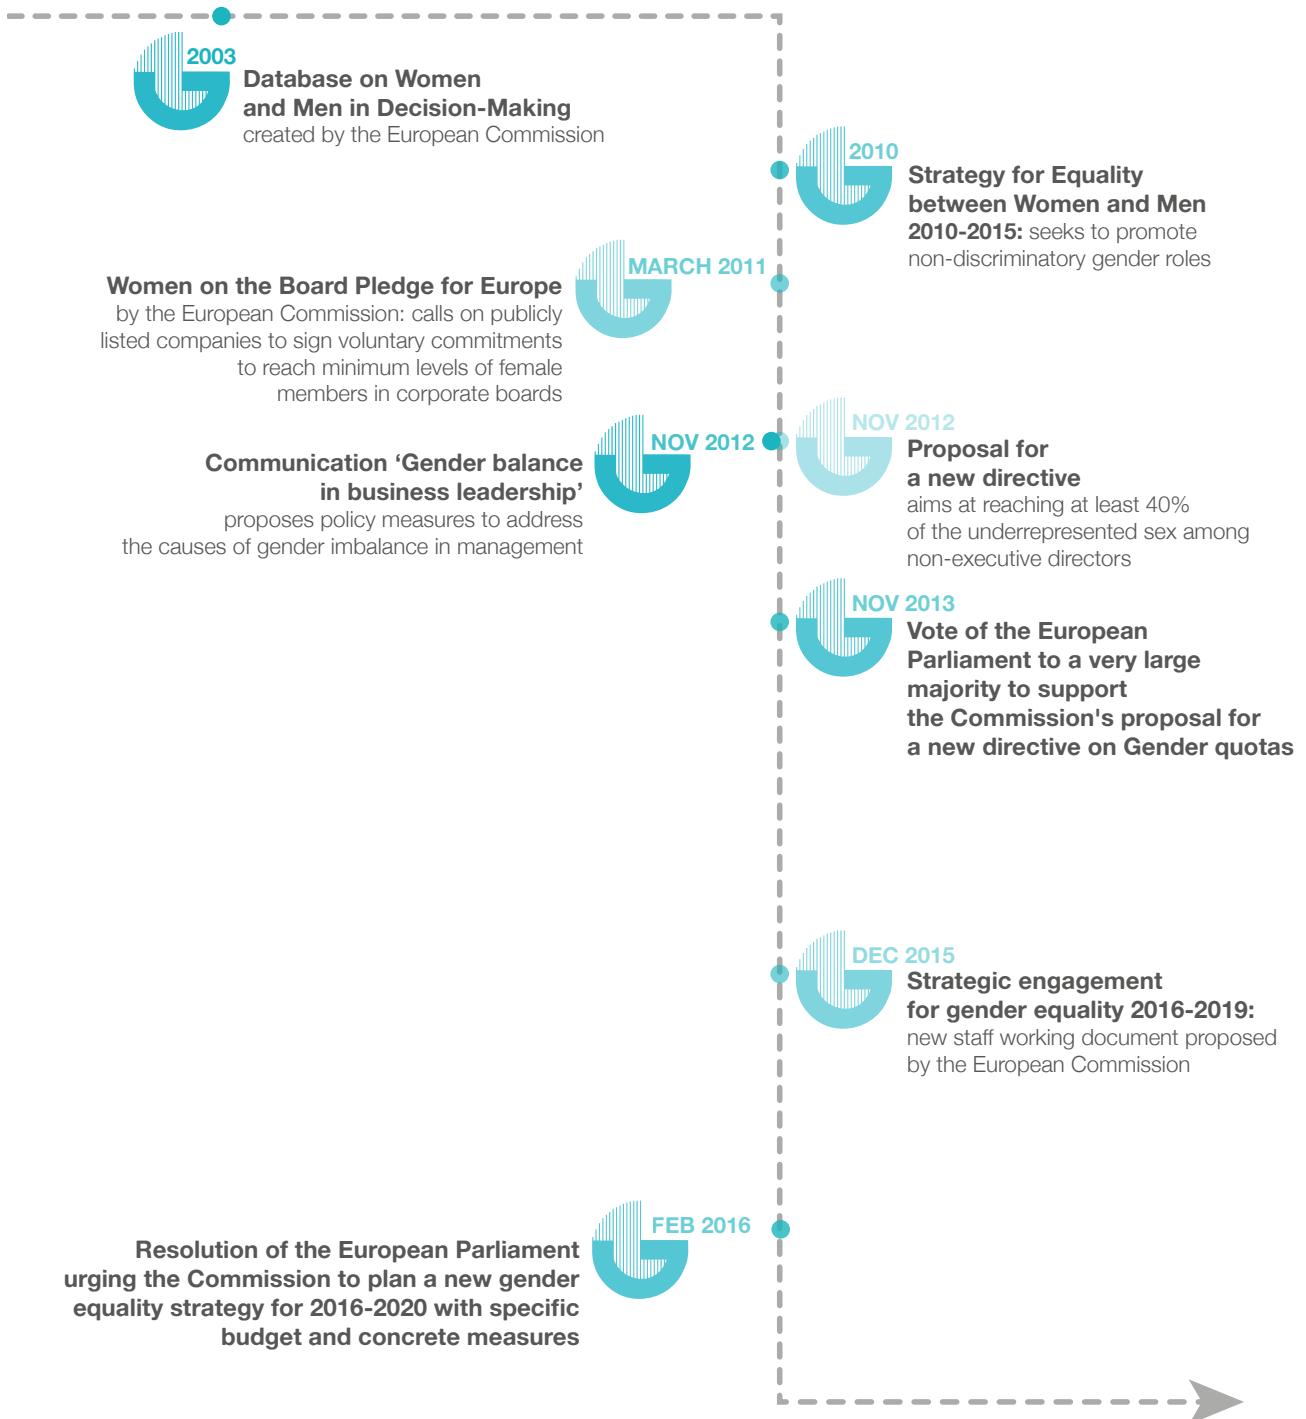 2003
Database on Women
and Men in Decision-Making
created by the European Commission
2010
Strategy for Equality
between Women and Men
2010-2015: seeks to promote
non-discriminatory gender roles
MARCH 2011
Women on the Board Pledge for Europe
by the European Commission: calls on publicly
listed companies to sign voluntary commitments
to reach minimum levels of female
members in corporate boards
NOV 2012
Communication ‘Gender balance
in business leadership’
proposes policy measures to address
the causes of gender imbalance in management
NOV 2012
Proposal for
a new directive
aims at reaching at least 40%
of the underrepresented sex among
non-executive directors
NOV 2013
Vote of the European
Parliament to a very large
majority to support
the Commission's proposal for
a new directive on Gender quotas
DEC 2015
Strategic engagement
for gender equality 2016-2019:
new staff working document proposed
by the European Commission
FEB 2016
Resolution of the European Parliament
urging the Commission to plan a new gender
equality strategy for 2016-2020 with specific
budget and concrete measures